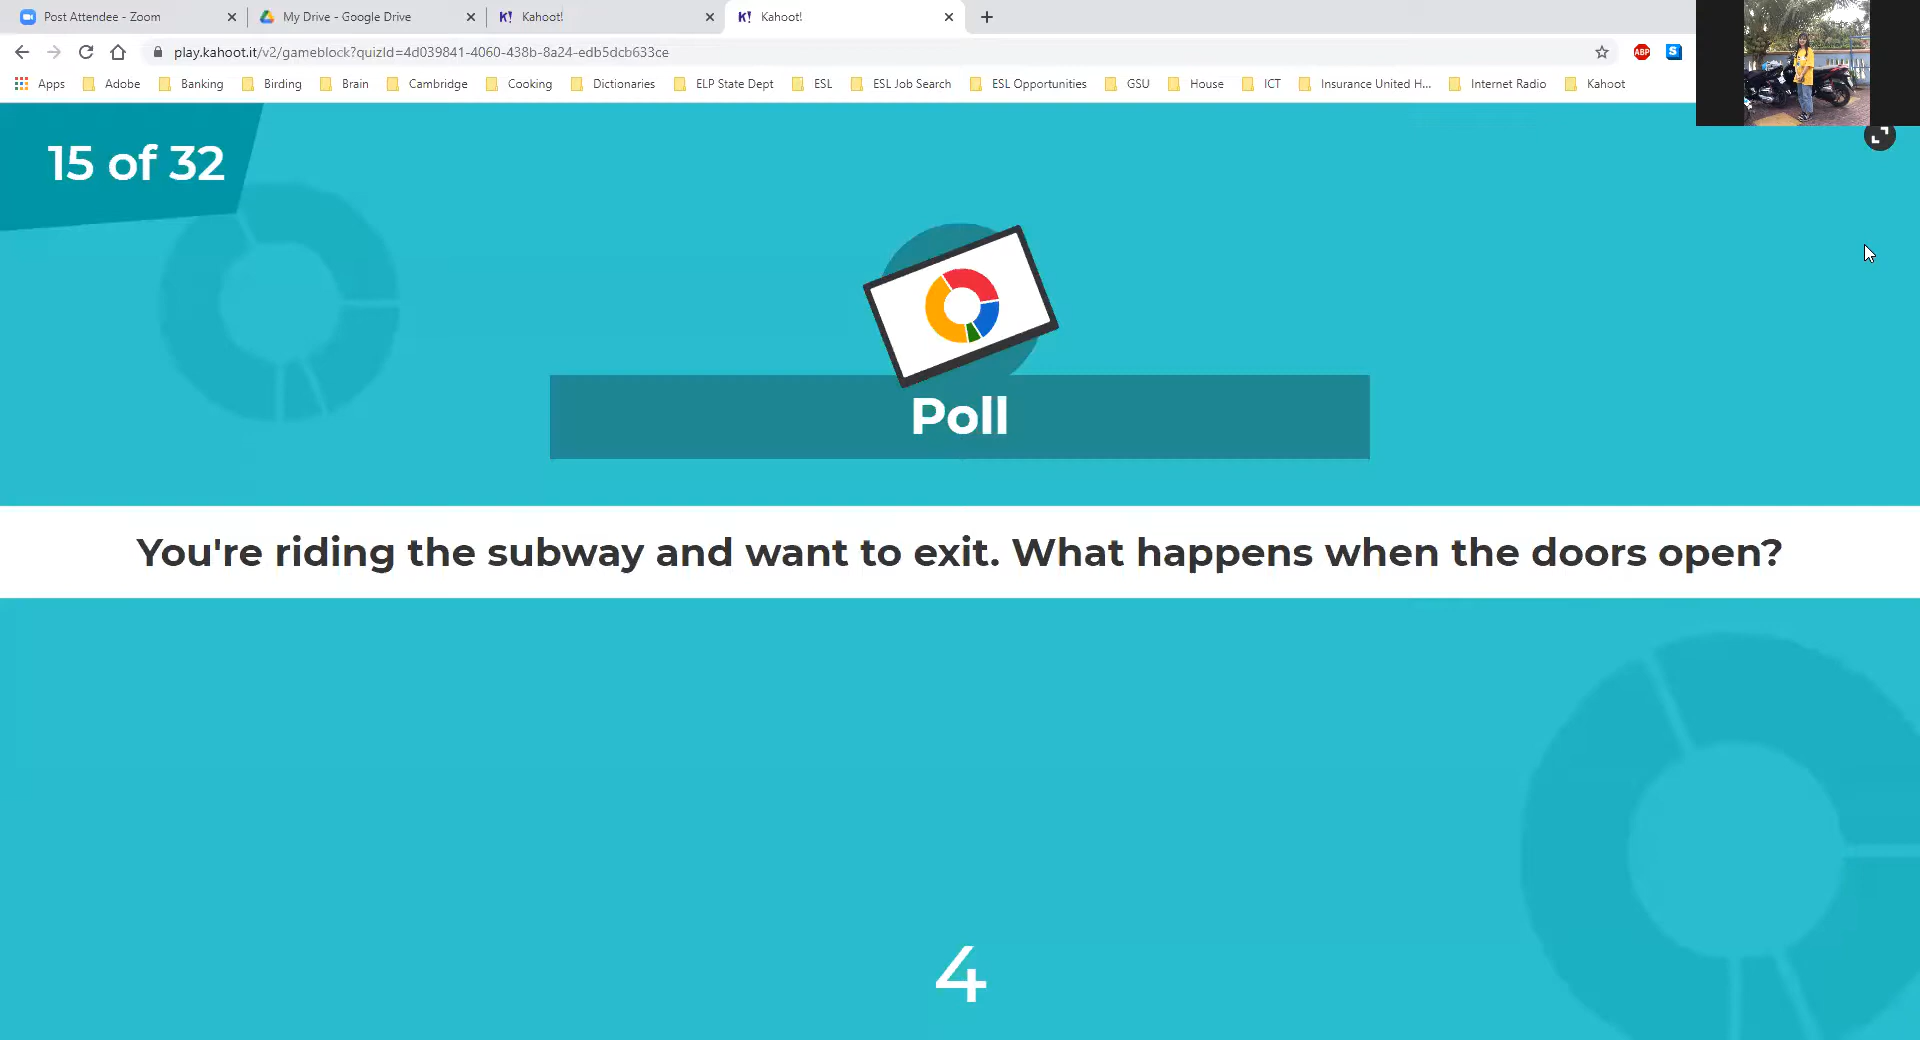 Post Attendee - Zoom
My Drive - Google Drive
K! Kahoot!
K! Kahoot!
play.kahoot.it/v2/gameblock?quizId=4d039841-4060-438b-8a24-edb5dcb633ce
ABP
S
Apps Adobe Banking Birding Brain Cambridge Cooking Dictionaries ELP State Dept ESL ESL Job Search ESL Opportunities GSU House ICT Insurance United H... Internet Radio Kahoot
15 of 32
Poll
You're riding the subway and want to exit. What happens when the doors open?
4